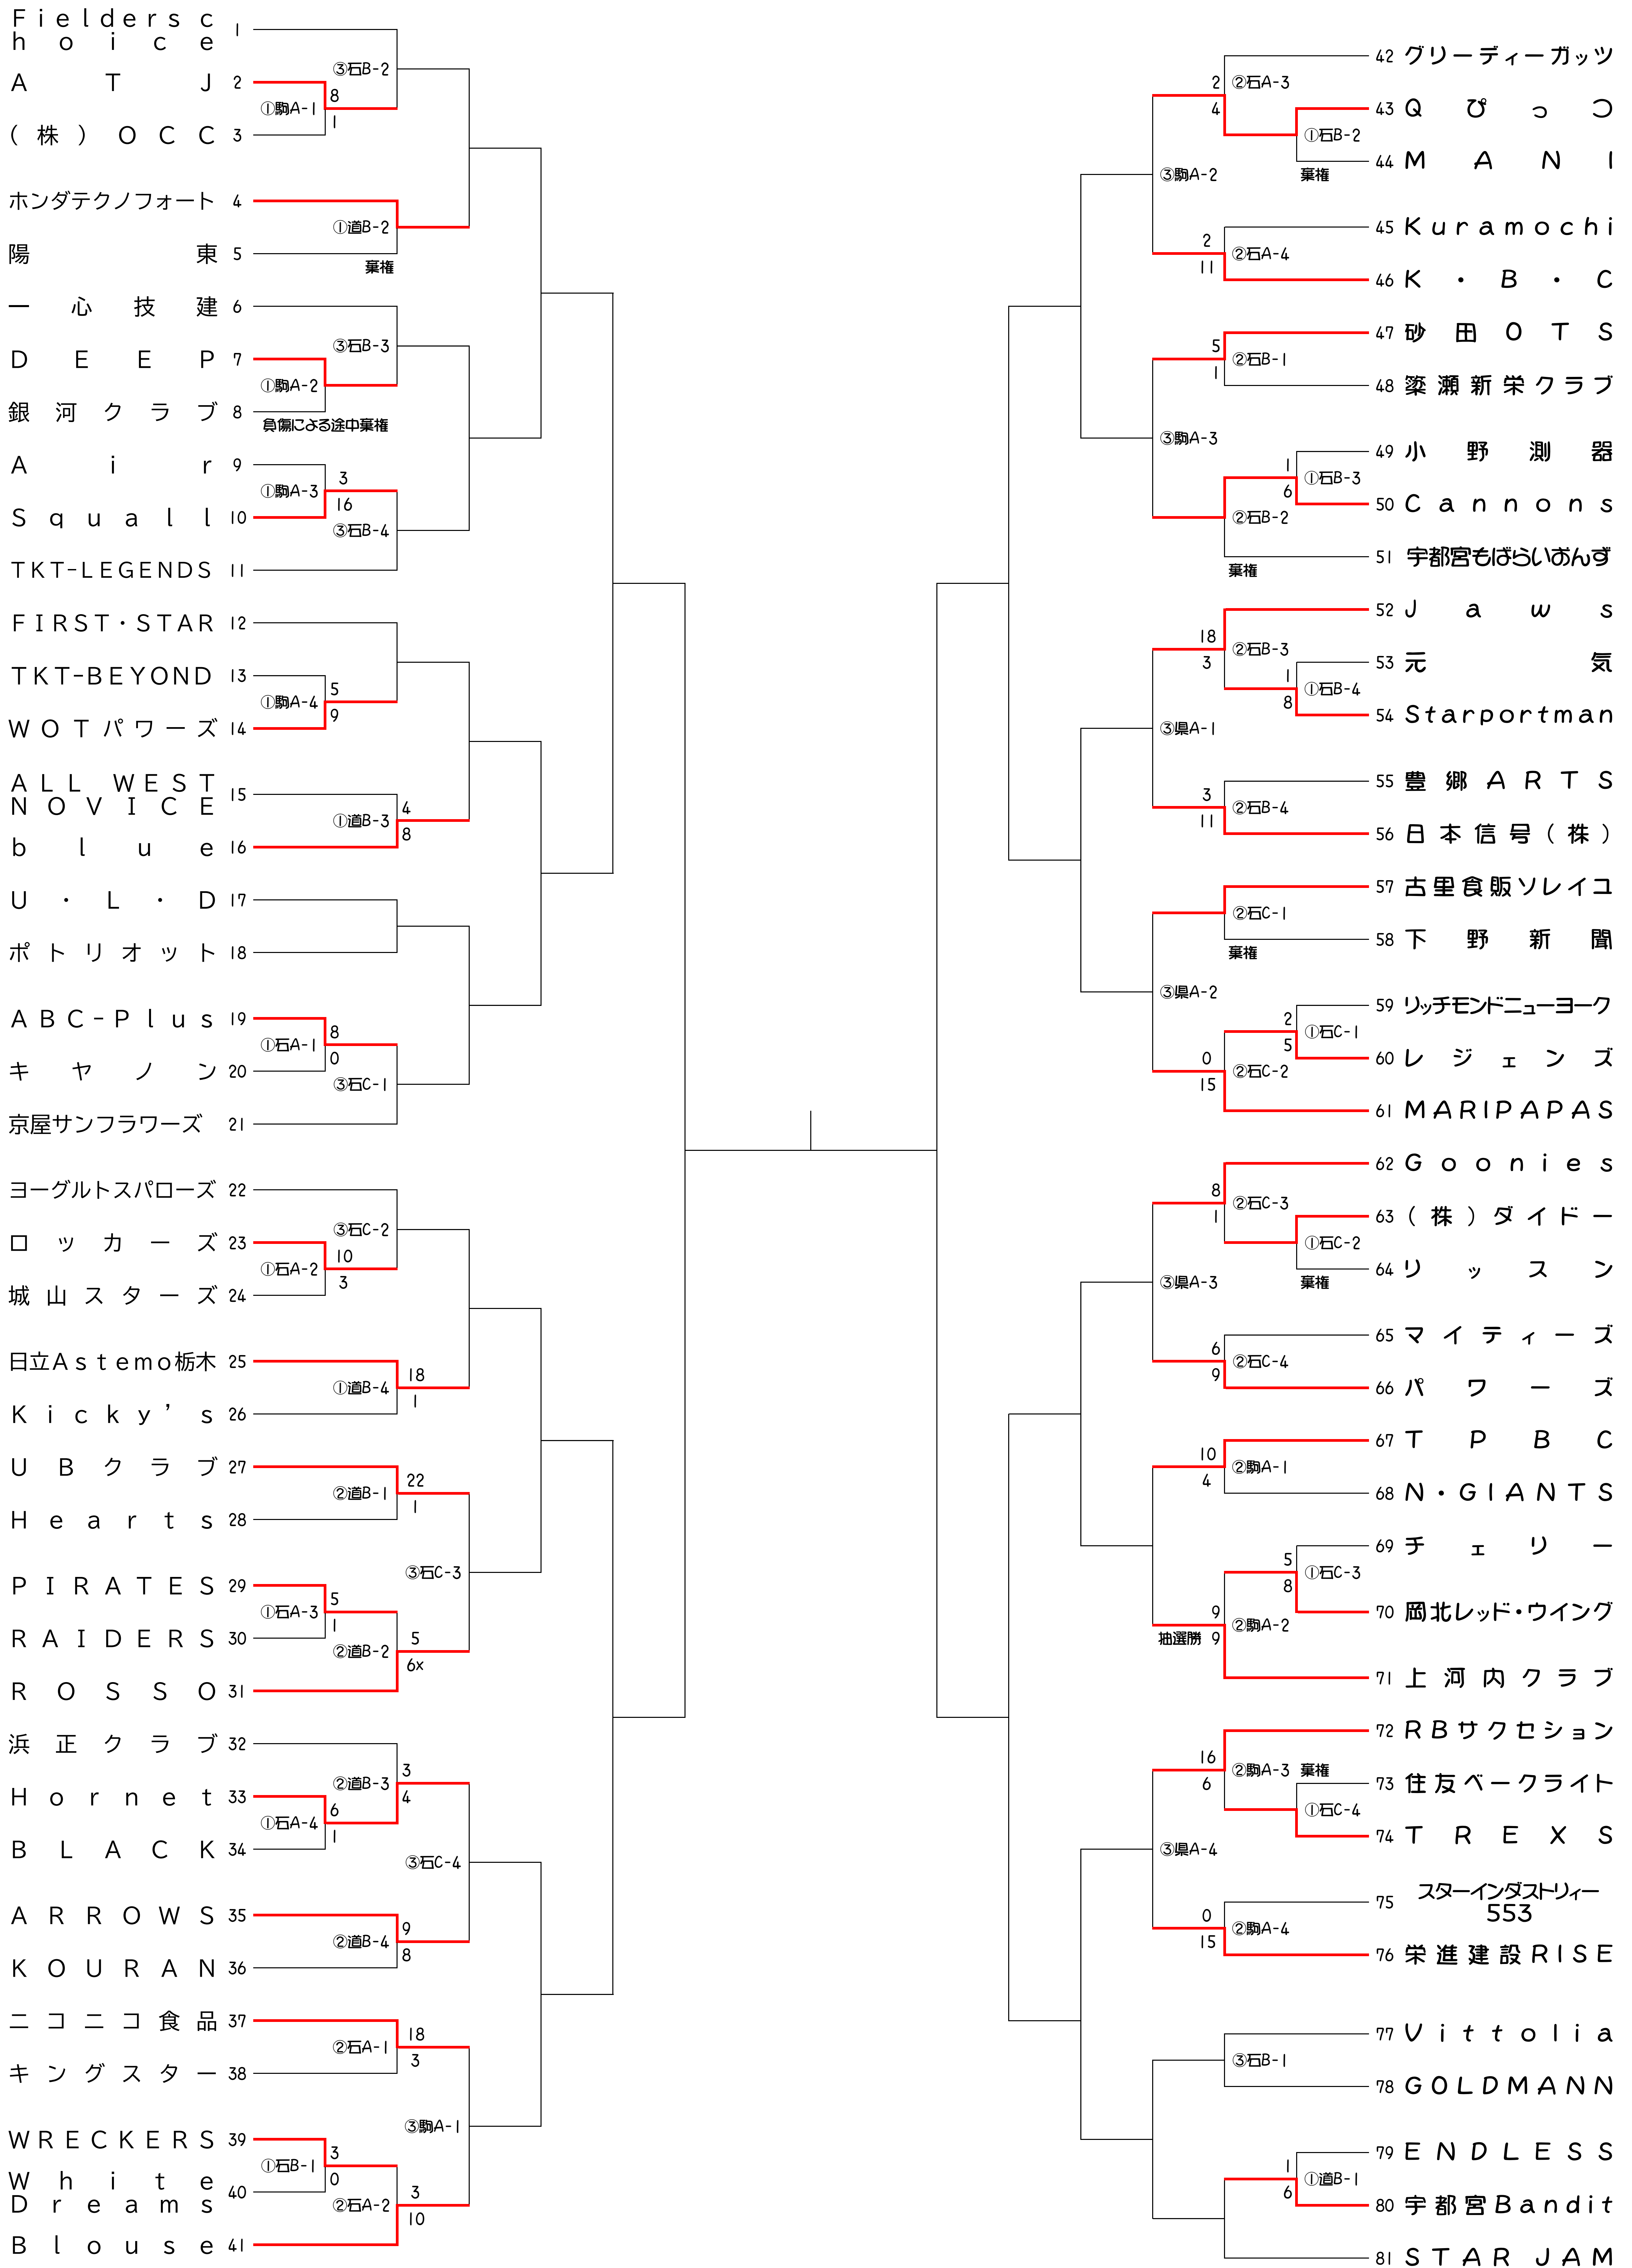 Fielders c
hoice 1
③石B-2
ATJ 2
8
①駒A-1
1
(株)OCC 3
ホンダテクノフォート 4
①道B-2
陽東 5
棄権
一心技建 6
③石B-3
DEEP 7
①駒A-2
銀河クラブ 8
負傷による途中棄権
Air 9
3
①駒A-3
16
Squall 10
③石B-4
TKT-LEGENDS 11
FIRST・STAR 12
TKT-BEYOND 13
5
①駒A-4
9
WOTパワーズ 14
ALL WEST
NOVICE 15
4
①道B-3
8
blue 16
U・L・D 17
ポトリオット 18
ABC-Plus 19
8
①石A-1
0
キヤノン 20
③石C-1
京屋サンフラワーズ 21
ヨーグルトスパローズ 22
③石C-2
ロッカーズ 23
10
①石A-2
3
城山スターズ 24
日立Astemo栃木 25
18
①道B-4
1
Kicky's 26
UBクラブ 27
22
②道B-1
1
Hearts 28
③石C-3
PIRATES 29
5
①石A-3
1
RAIDERS 30
5
②道B-2
6x
ROSSO 31
浜正クラブ 32
3
②道B-3
4
Hornet 33
6
①石A-4
1
BLACK 34
③石C-4
ARROWS 35
9
②道B-4
8
KOURAN 36
ニコニコ食品 37
18
②石A-1
3
キングスター 38
③駒A-1
WRECKERS 39
3
①石B-1
0
White
Dreams 40
3
②石A-2
10
Blouse 41
42 グリーディーガッツ
2
②石A-3
4
43 Qぴっつ
①石B-2
44 MANI
棄権
③駒A-2
45 Kuramochi
2
②石A-4
11
46 K・B・C
47 砂田OTS
5
②石B-1
1
48 簗瀬新栄クラブ
③駒A-3
49 小野測器
1
①石B-3
6
50 Cannons
②石B-2
51 宇都宮もばらいおんず
棄権
52 Jaws
18
②石B-3
3
53 元気
1
①石B-4
8
54 Starportman
③県A-1
55 豊郷ARTS
3
②石B-4
11
56 日本信号(株)
57 古里食販ソレイユ
②石C-1
58 下野新聞
棄権
③県A-2
59 リッチモンドニューヨーク
2
①石C-1
5
60 レジェンズ
0
②石C-2
15
61 MARIPAPAS
62 Goonies
8
②石C-3
1
63 (株)ダイドー
①石C-2
64 リッスン
棄権
③県A-3
65 マイティーズ
6
②石C-4
9
66 パワーズ
67 TPBC
10
②駒A-1
4
68 N・GIANTS
69 チェリー
5
①石C-3
8
70 岡北レッド・ウイング
9
②駒A-2
抽選勝 9
71 上河内クラブ
72 RBサクセション
16
②駒A-3 棄権
6
73 住友ベークライト
①石C-4
74 TREXS
③県A-4
75 スターインダストリィー
553
0
②駒A-4
15
76 栄進建設RISE
77 Vittolia
③石B-1
78 GOLDMANN
79 ENDLESS
1
①道B-1
6
80 宇都宮Bandit
81 STAR JAM